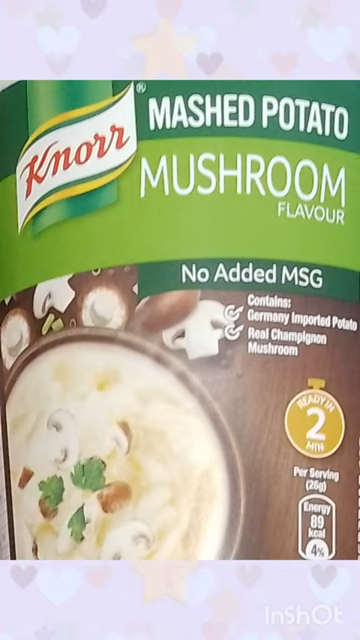 Knorr®
MASHED POTATO
MUSHROOM
FLAVOUR
No Added MSG
Contains:
Germany Imported Potato
Real Champignon
Mushroom
READY IN
2
MIN
Per Serving
(26g)
Energy
89
kcal
4%
InShOt